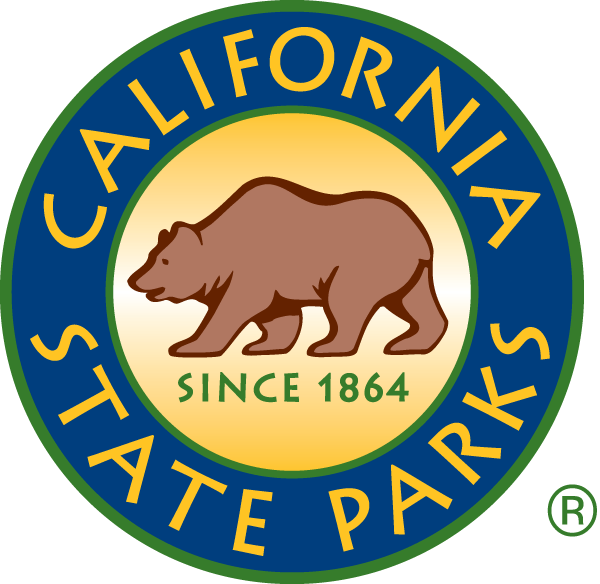 CALIFORNIA
STATE PARKS
SINCE 1864
®